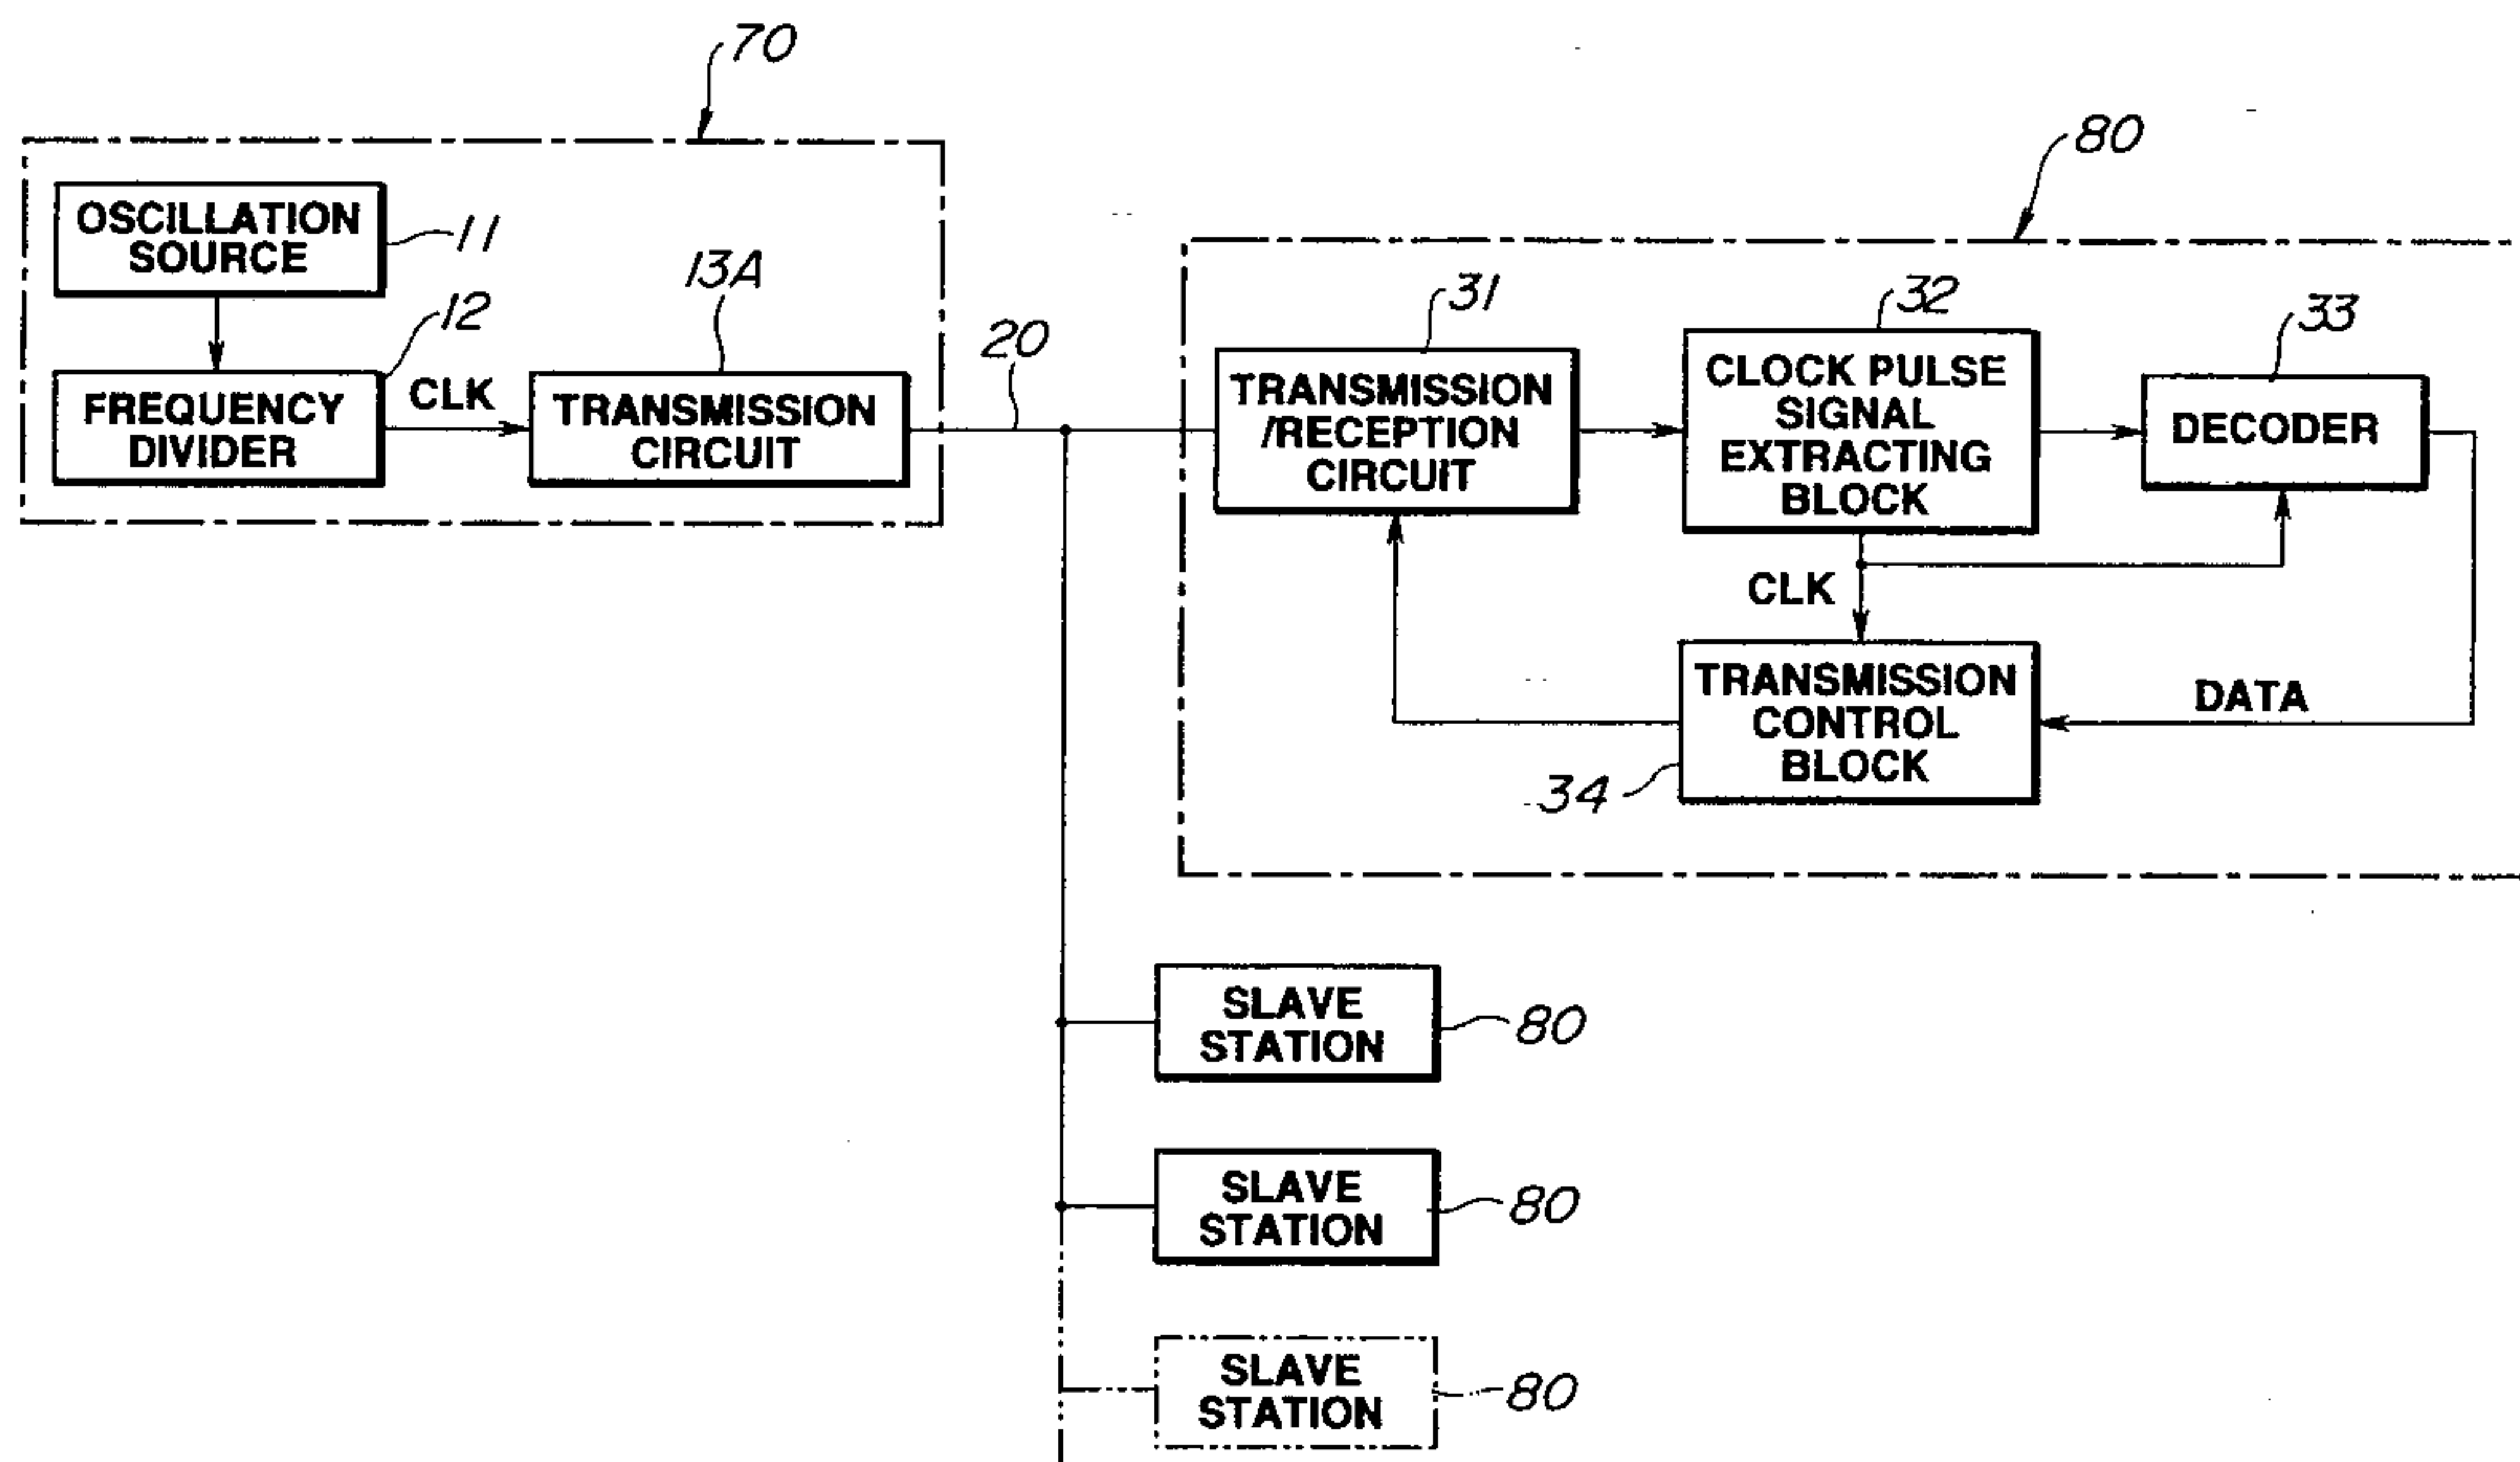 70
80
OSCILLATION
SOURCE
11
12
13A
FREQUENCY
DIVIDER
CLK
TRANSMISSION
CIRCUIT
20
31
TRANSMISSION
/RECEPTION
CIRCUIT
32
CLOCK PULSE
SIGNAL
EXTRACTING
BLOCK
33
DECODER
CLK
TRANSMISSION
CONTROL
BLOCK
DATA
34
SLAVE
STATION
80
SLAVE
STATION
80
SLAVE
STATION
80